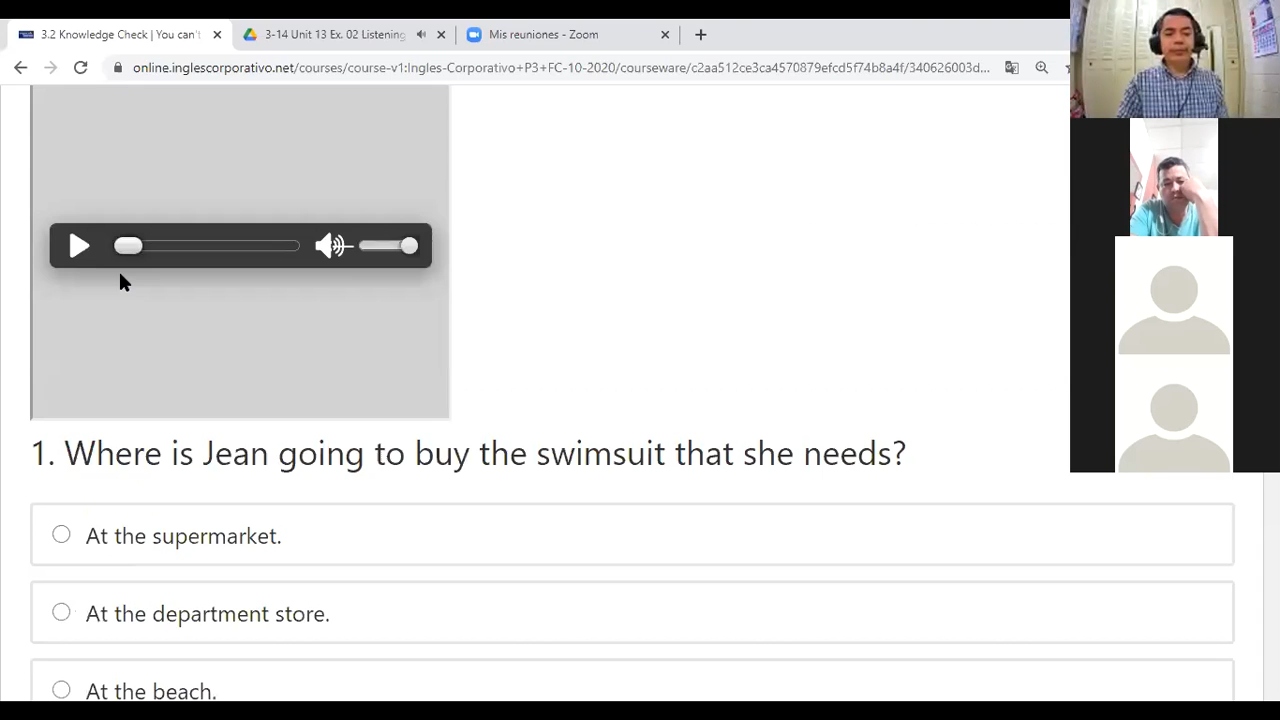 3.2 Knowledge Check | You can't
3-14 Unit 13 Ex. 02 Listening
Mis reuniones - Zoom
online.inglescorporativo.net/courses/course-v1:Ingles-Corporativo+P3+FC-10-2020/courseware/c2aa512ce3ca4570879efcd5f74b8a4f/340626003d...
1. Where is Jean going to buy the swimsuit that she needs?
At the supermarket.
At the department store.
At the beach.